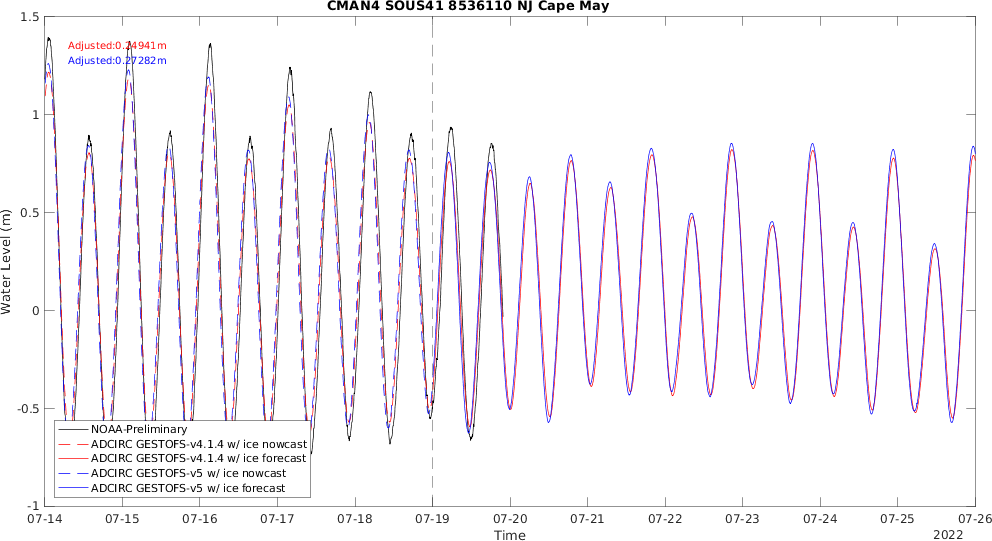 CMAN4 SOUS41 8536110 NJ Cape May
1.5
Adjusted:0.24941m
Adjusted:0.27282m
1
0.5
Water Level (m)
0
-0.5
NOAA-Preliminary
ADCIRC GESTOFS-v4.1.4 w/ ice nowcast
ADCIRC GESTOFS-v4.1.4 w/ ice forecast
ADCIRC GESTOFS-v5 w/ ice nowcast
ADCIRC GESTOFS-v5 w/ ice forecast
-1
07-14 07-15 07-16 07-17 07-18 07-19 07-20 07-21 07-22 07-23 07-24 07-25 07-26
Time
2022